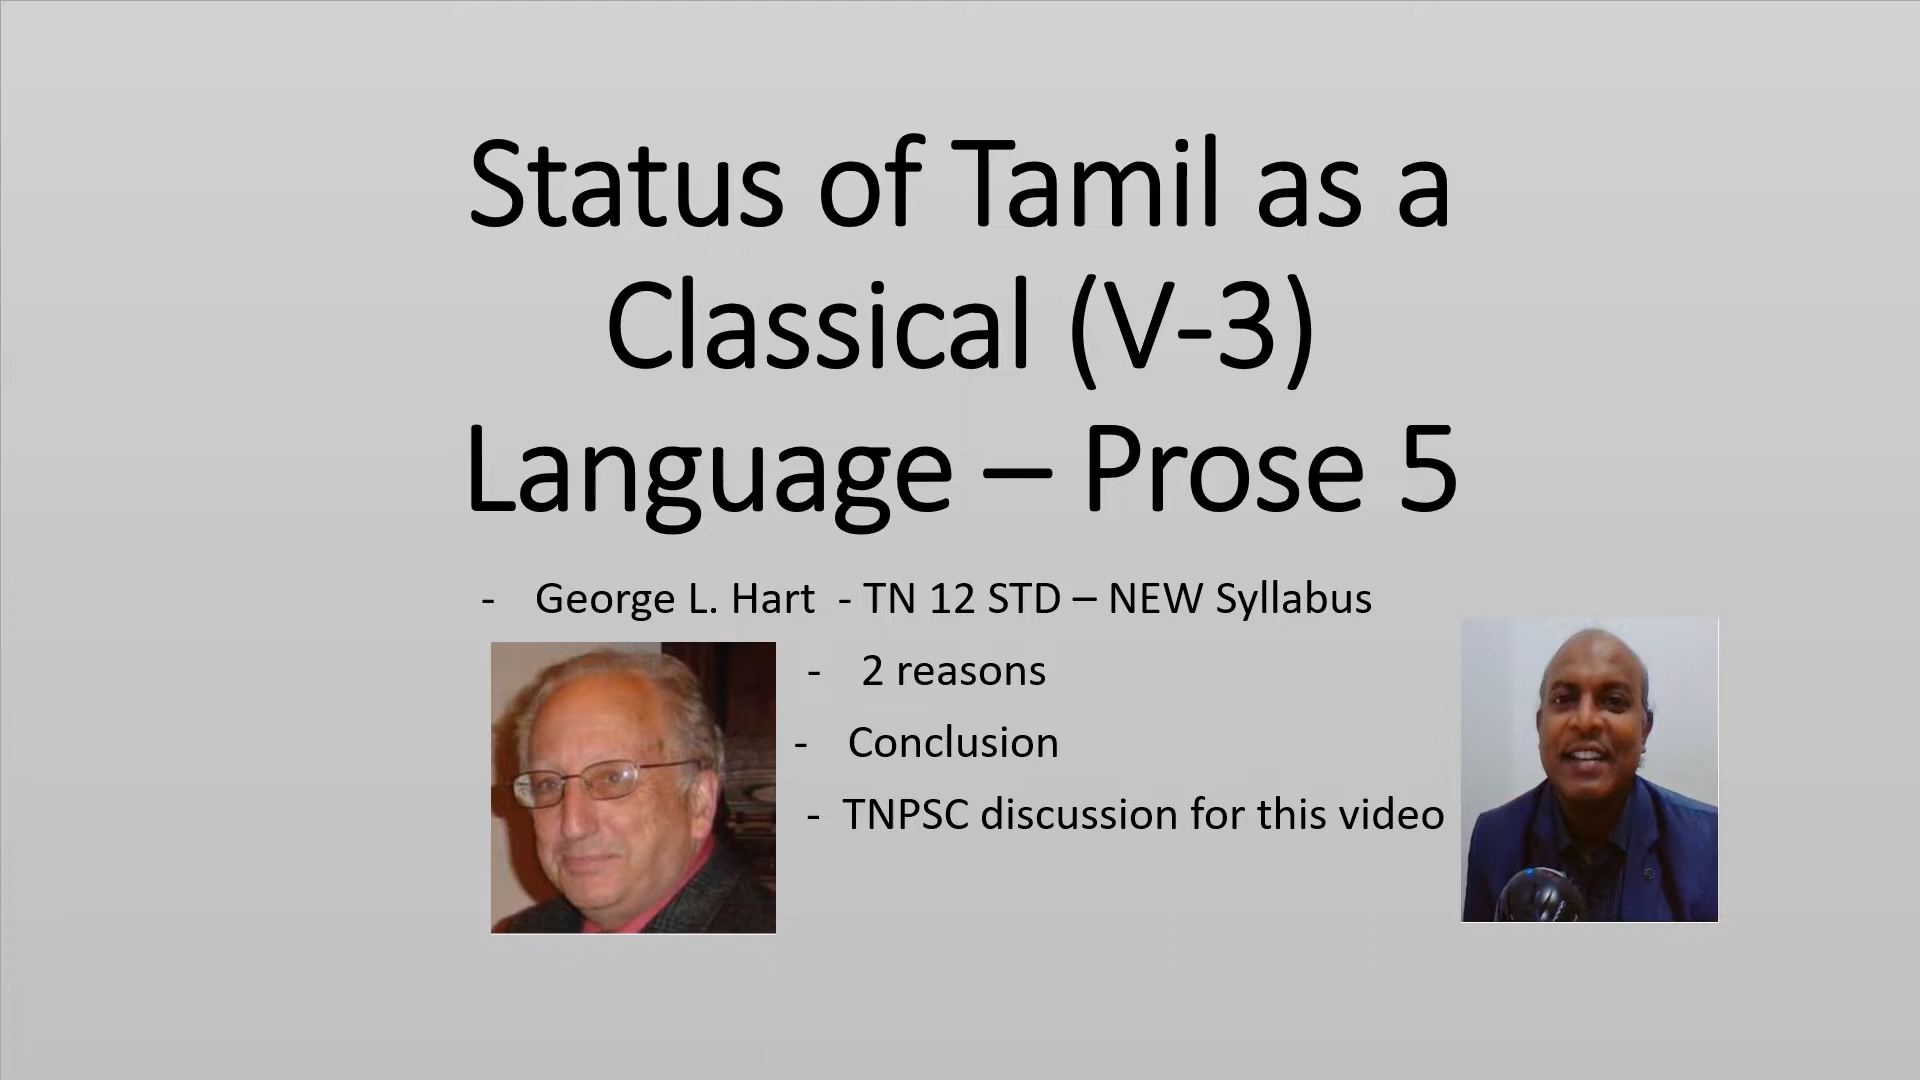 Status of Tamil as a
Classical (V-3)
Language – Prose 5
- George L. Hart - TN 12 STD – NEW Syllabus
- 2 reasons
- Conclusion
- TNPSC discussion for this video